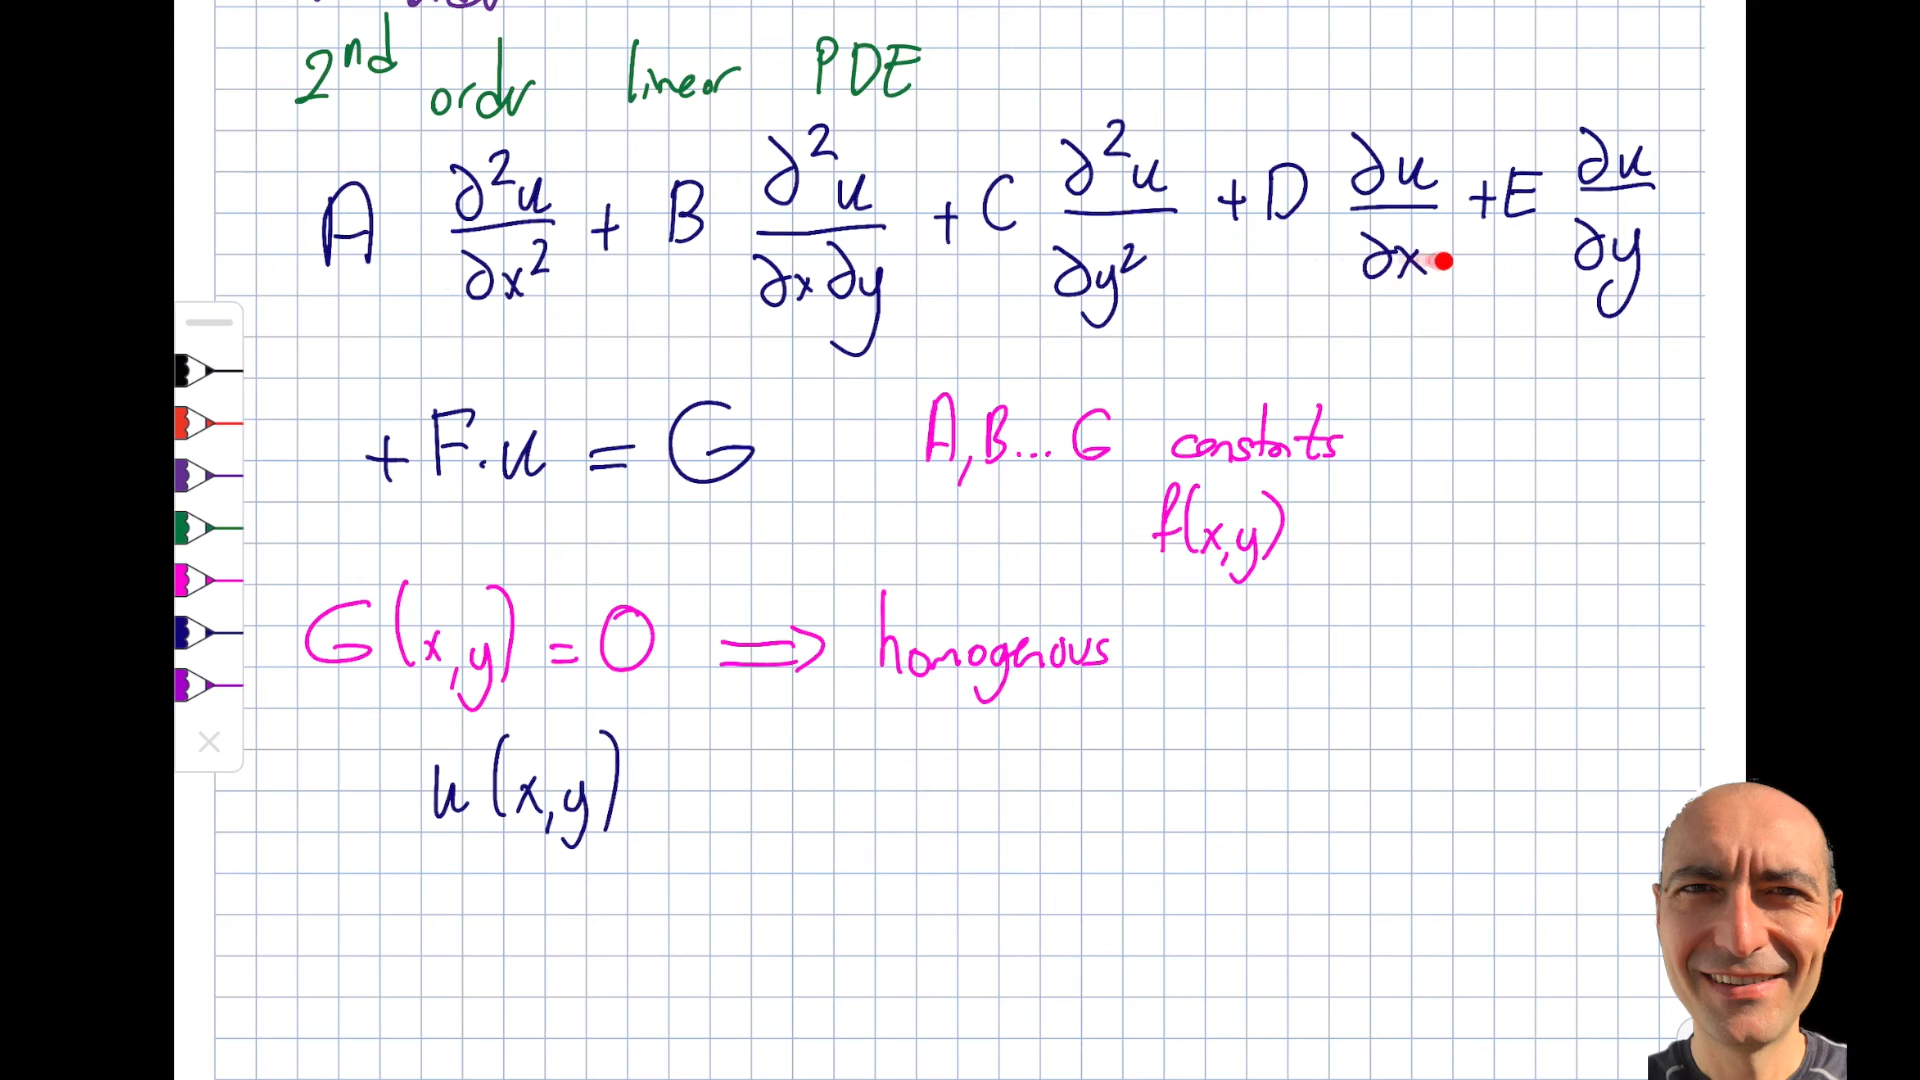 2nd order linear PDE
A ∂²u/∂x² + B ∂²u/∂x∂y + C ∂²u/∂y² + D ∂u/∂x + E ∂u/∂y
+ F.u = G
A,B... G constants
f(x,y)
G(x,y) = 0 ⟹ homogenous
u(x,y)